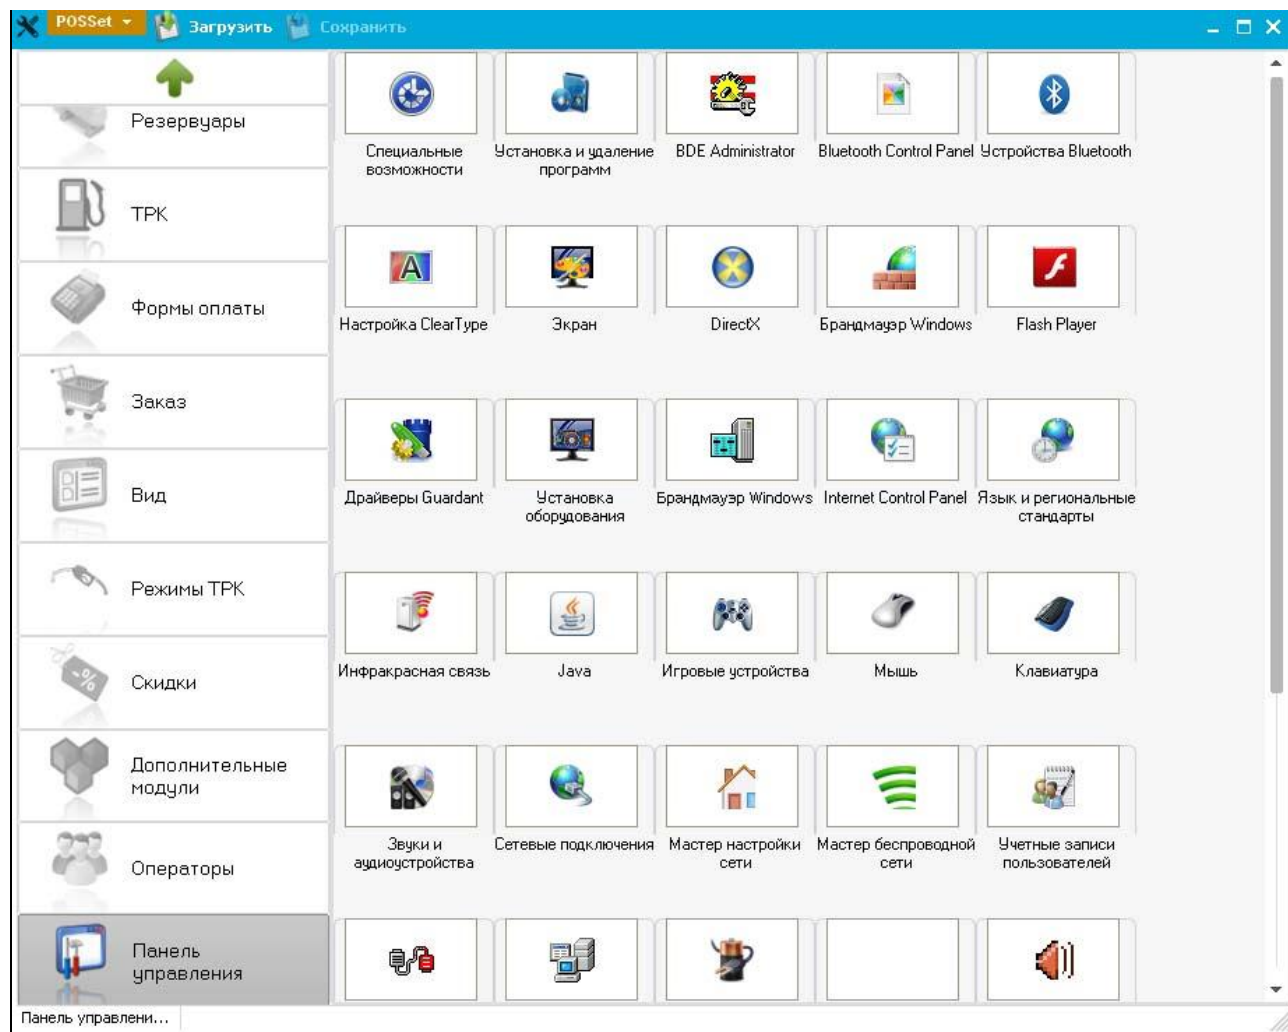 POSSet Загрузить Сохранить
Резервуары
ТРК
Формы оплаты
Заказ
Вид
Режимы ТРК
Скидки
Дополнительные
модули
Операторы
Панель
управления
Специальные
возможности
Установка и удаление
программ
BDE Administrator
Bluetooth Control Panel
Устройства Bluetooth
Настройка ClearType
Экран
DirectX
Брандмауэр Windows
Flash Player
Драйверы Guardant
Установка
оборудования
Брандмауэр Windows
Internet Control Panel
Язык и региональные
стандарты
Инфракрасная связь
Java
Игровые устройства
Мышь
Клавиатура
Звуки и
аудиоустройства
Сетевые подключения
Мастер настройки
сети
Мастер беспроводной
сети
Учетные записи
пользователей
Панель управлени...